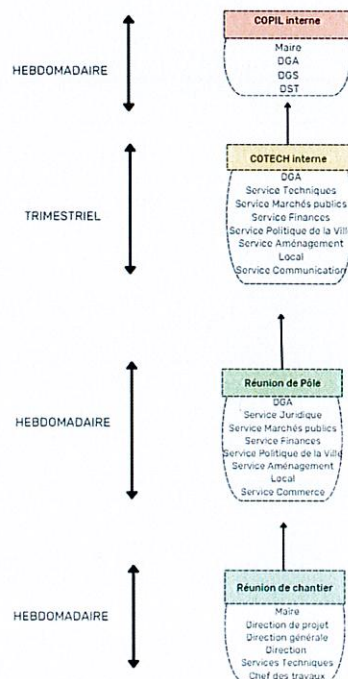 COPIL interne
Maire
DGA
HEBDOMADAIRE
DGS
DST
COTECH interne
DGA
Service Techniques
Service Marchés publics
TRIMESTRIEL
Service Finances
Service Politique de la Ville
Service Aménagement
Local
Service Communication
Réunion de Pôle
DGA
Service Juridique
HEBDOMADAIRE
Service Marchés publics
Service Finances
Service Politique de la Ville
Service Aménagement
Local
Service Commerce
Réunion de chantier
Maire
HEBDOMADAIRE
Direction de projet
Direction générale
Direction
Services Techniques
Chef des travaux